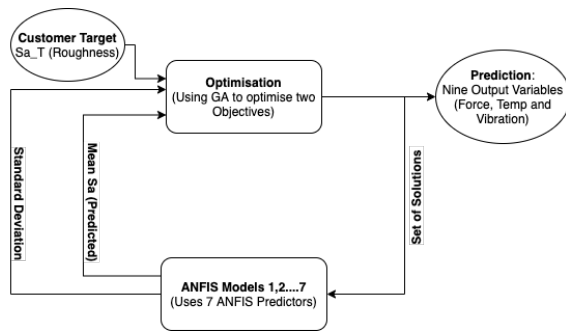 Customer Target
Sa_T (Roughness)
Optimisation
(Using GA to optimise two
Objectives)
Prediction:
Nine Output Variables
(Force, Temp and
Vibration)
Standard Deviation
Mean Sa (Predicted)
Set of Solutions
ANFIS Models 1,2....7
(Uses 7 ANFIS Predictors)